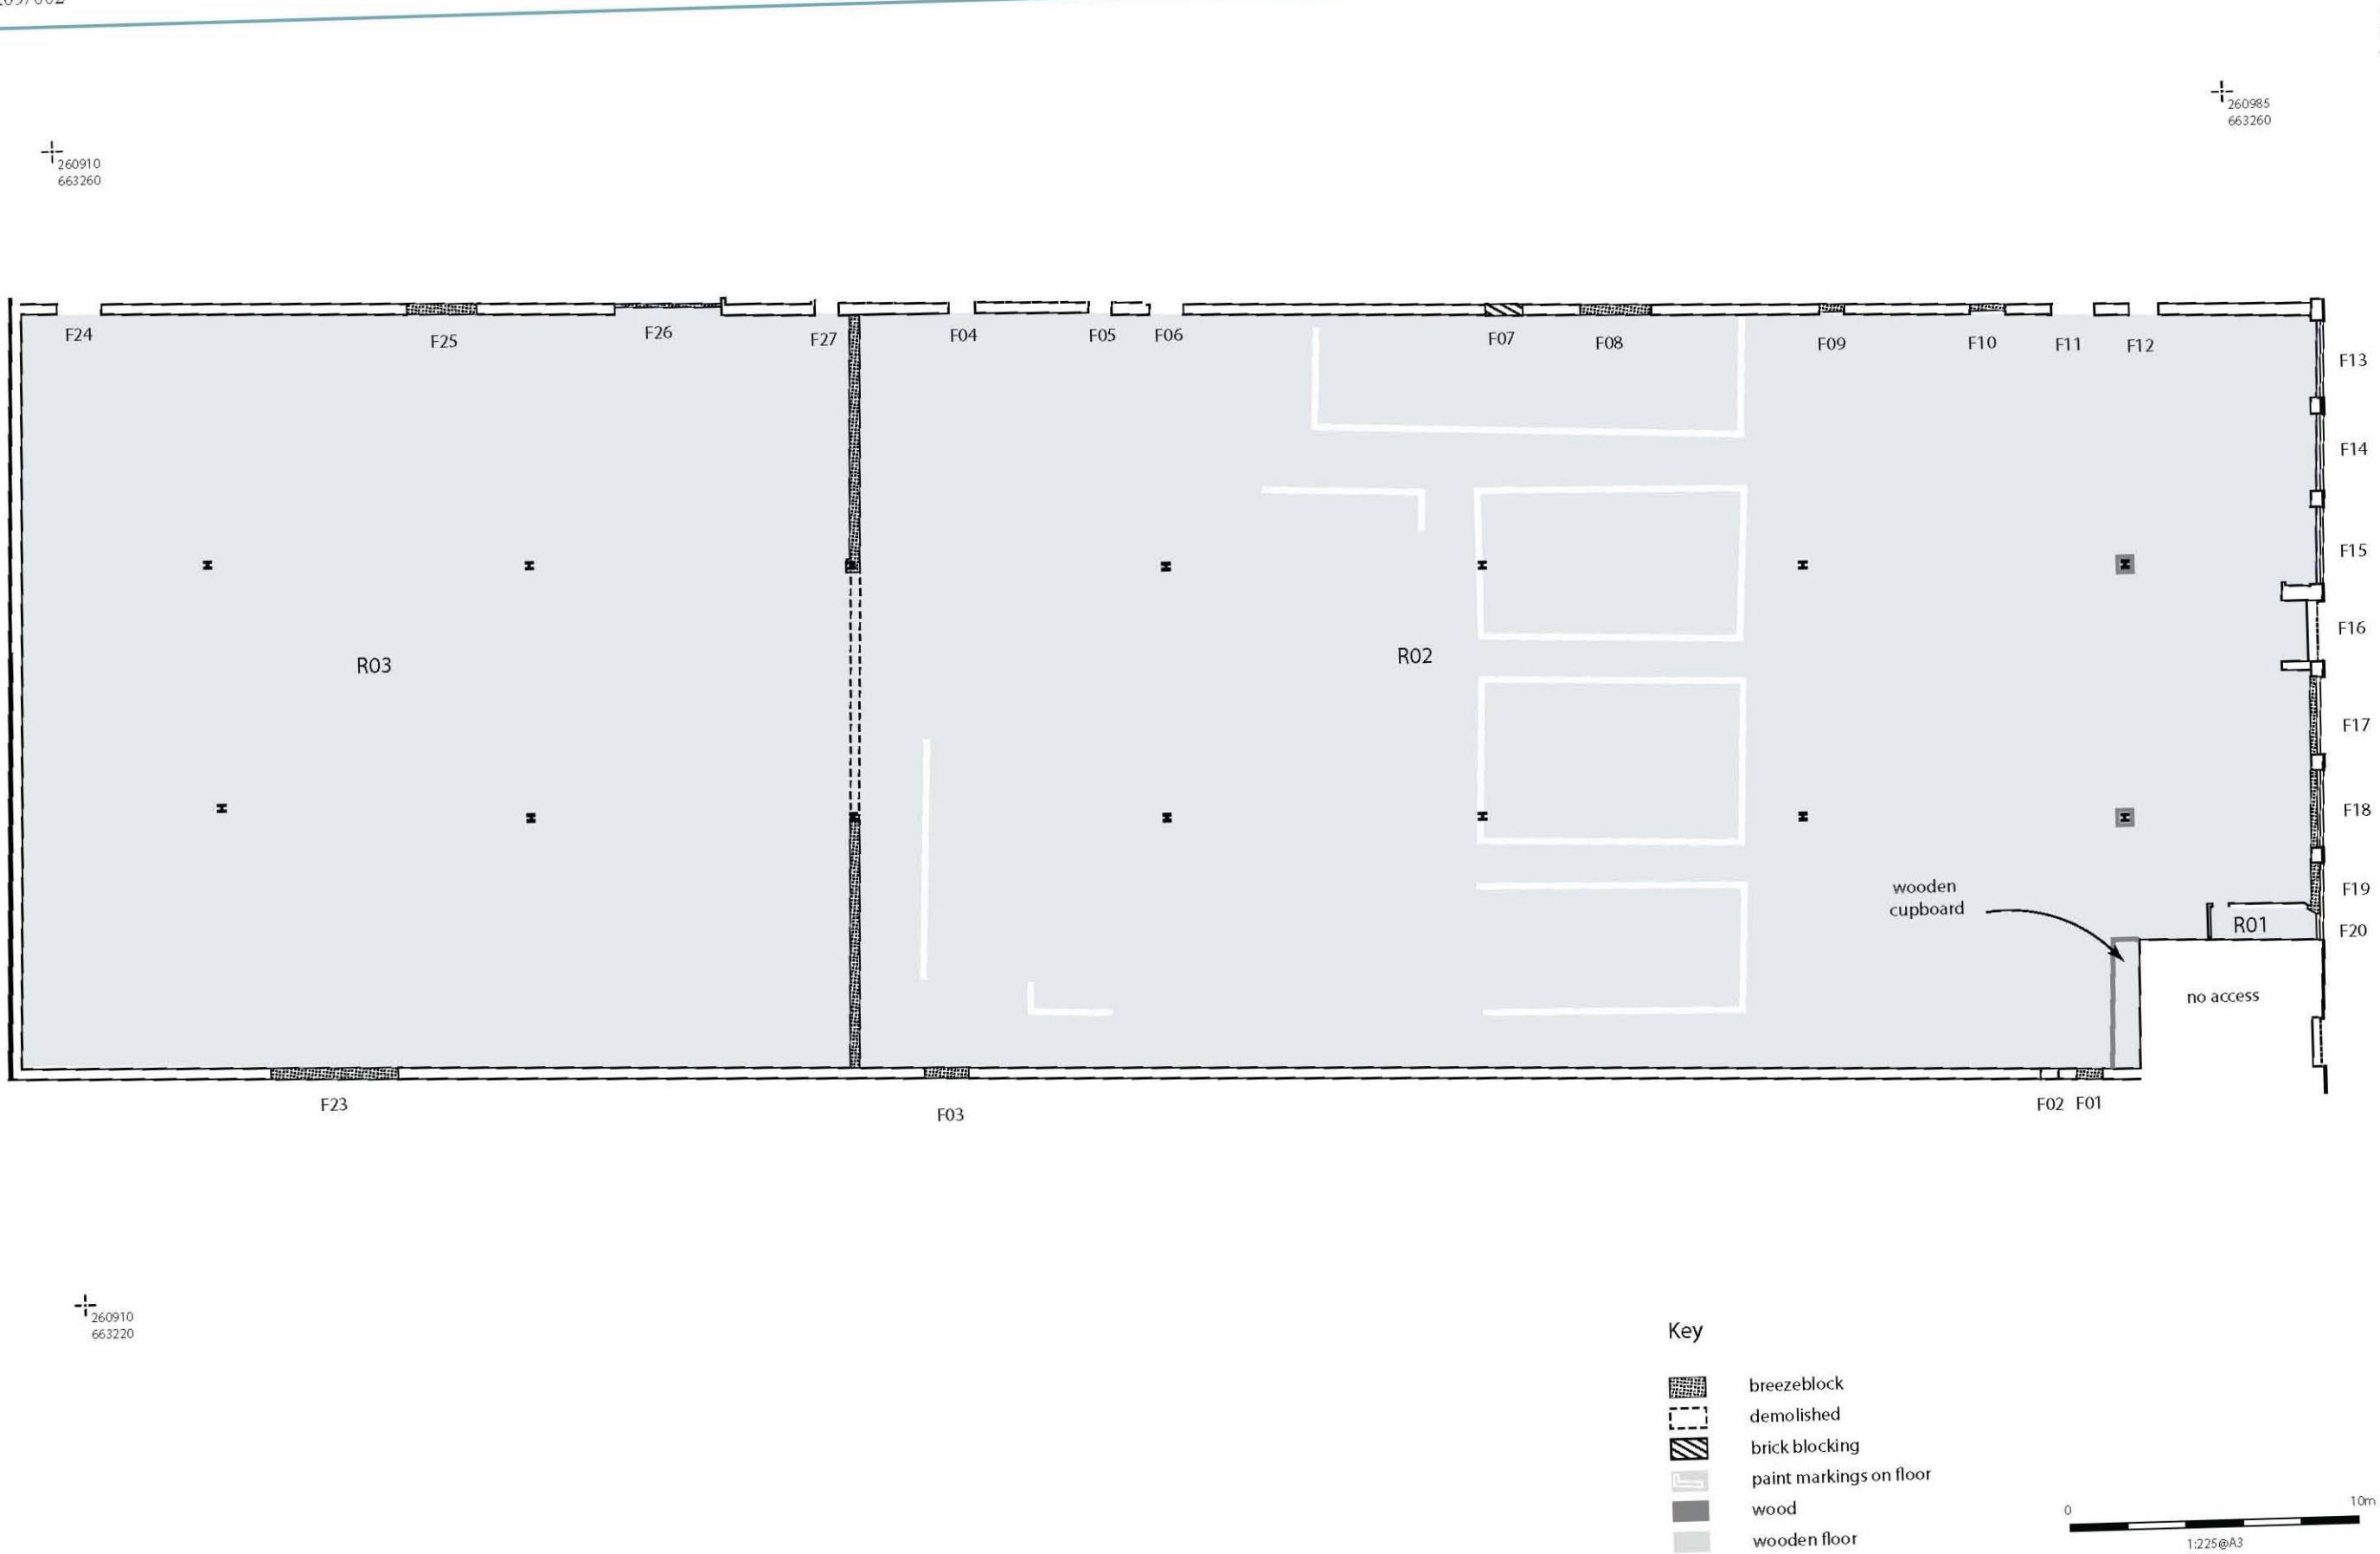 260985
663260
260910
663260
F24
F25
F26
F27
F04
F05
F06
F07
F08
F09
F10
F11
F12
F13
F14
F15
F16
F17
F18
F19
F20
R03
R02
wooden
cupboard
R01
no access
F23
F03
F02
F01
260910
663220
Key
breezeblock
demolished
brick blocking
paint markings on floor
wood
wooden floor
0
10m
1:225@A3